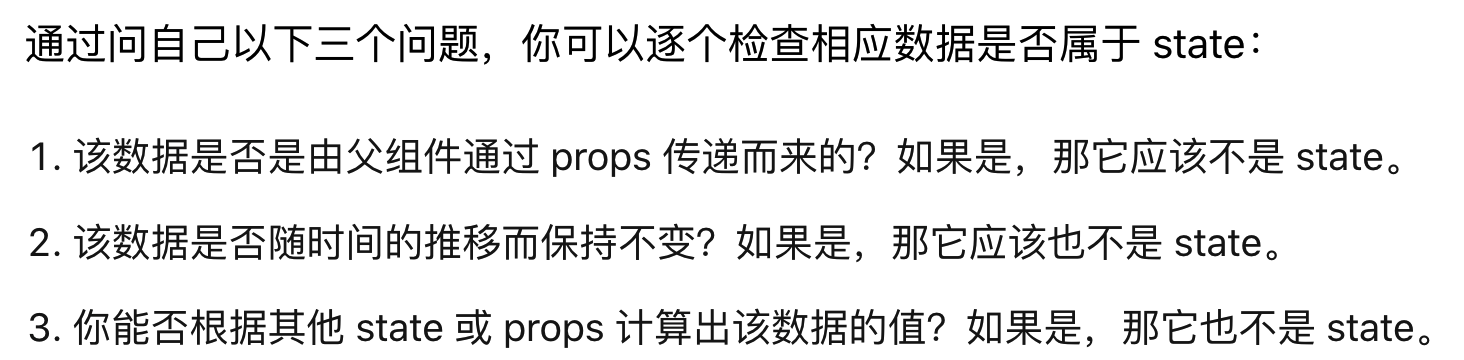 通过问自己以下三个问题，你可以逐个检查相应数据是否属于 state：
1. 该数据是否是由父组件通过 props 传递而来的？如果是，那它应该不是 state。
2. 该数据是否随时间的推移而保持不变？如果是，那它应该也不是 state。
3. 你能否根据其他 state 或 props 计算出该数据的值？如果是，那它也不是 state。